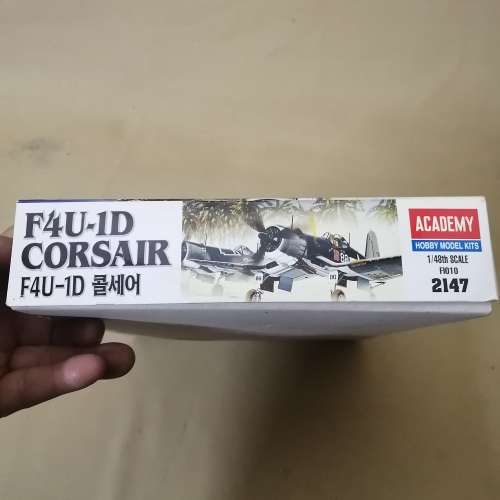 F4U-1D
CORSAIR
F4U-1D 콜세어
ACADEMY
HOBBY MODEL KITS
1/48th SCALE
FI010
2147